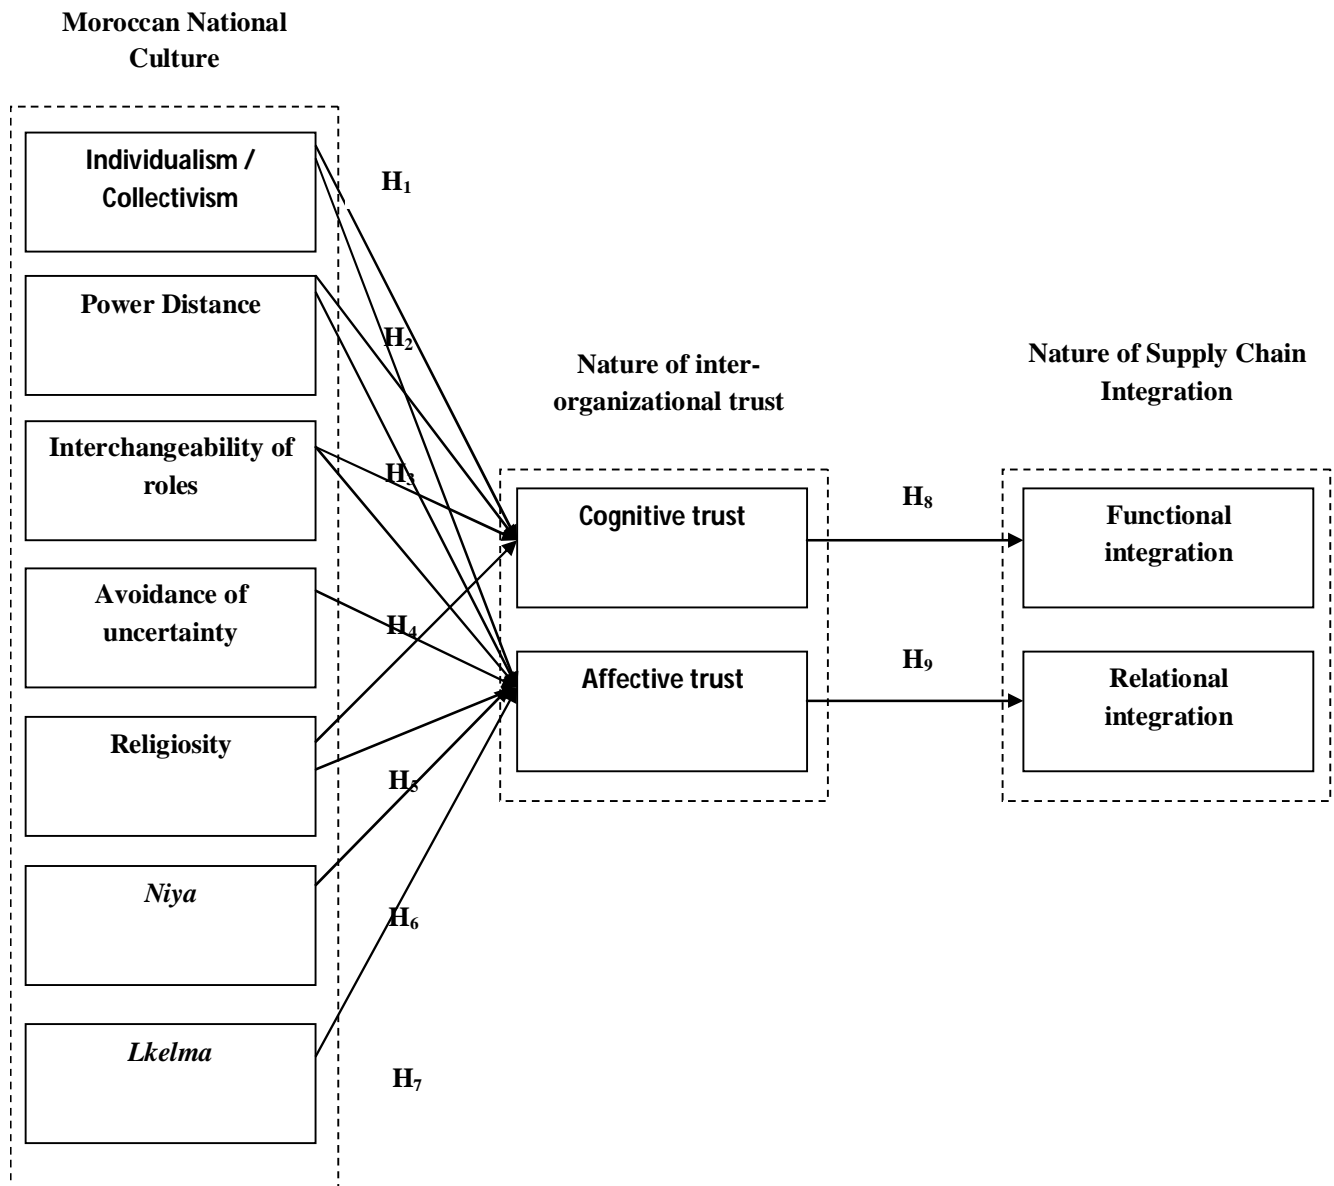 Moroccan National
Culture
Individualism /
Collectivism
Power Distance
Interchangeability of
roles
Avoidance of
uncertainty
Religiosity
Niya
Lkelma
H₁
H₂
H₃
H₄
H₅
H₆
H₇
Nature of inter-
organizational trust
Cognitive trust
Affective trust
H₈
H₉
Nature of Supply Chain
Integration
Functional
integration
Relational
integration